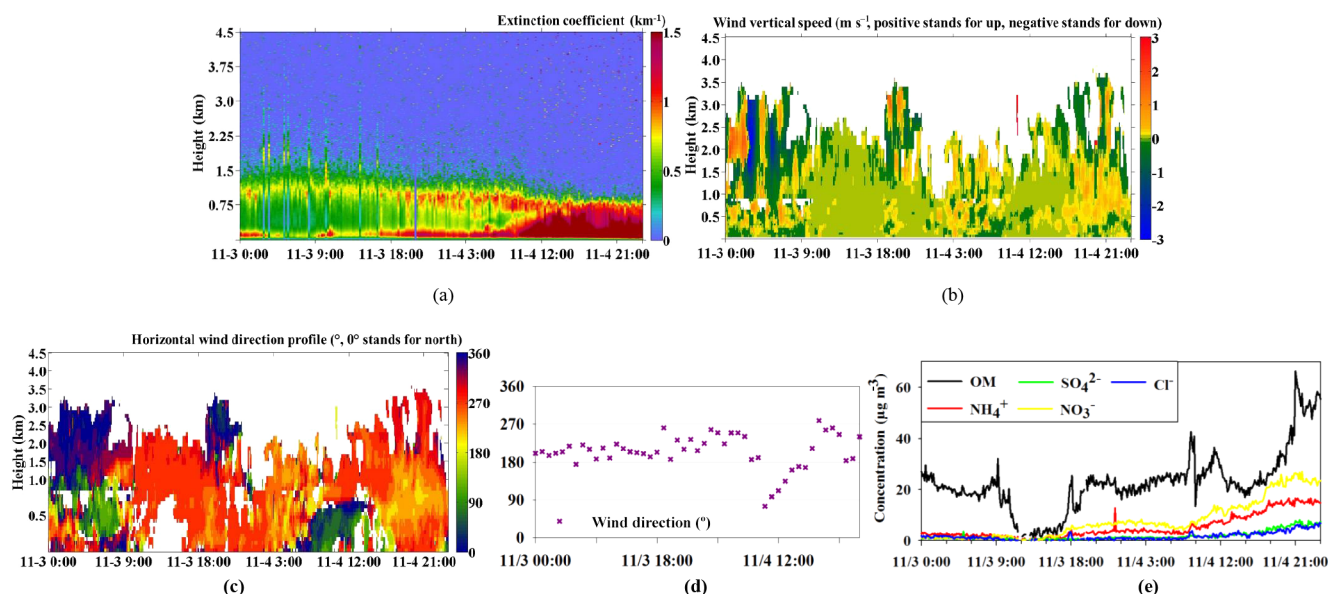 Extinction coefficient (km⁻¹)
4.5
3.75
3.0
2.25
1.5
0.75
Height (km)
1.5
1
0.5
0
11-3 0:00 11-3 9:00 11-3 18:00 11-4 3:00 11-4 12:00 11-4 21:00
(a)
Wind vertical speed (m s⁻¹, positive stands for up, negative stands for down)
4.5
3.5
3.0
2.5
2.0
1.5
1.0
0.5
Height (km)
3
2
1
0
-1
-2
-3
11-3 0:00 11-3 9:00 11-3 18:00 11-4 3:00 11-4 12:00 11-4 21:00
(b)
Horizontal wind direction profile (°, 0° stands for north)
4.5
3.5
3.0
2.5
2.0
1.5
1.0
0.5
Height (km)
360
270
180
90
0
11-3 0:00 11-3 9:00 11-3 18:00 11-4 3:00 11-4 12:00 11-4 21:00
(c)
360
270
180
90
0
Wind direction (°)
11/3 00:00 11/3 18:00 11/4 12:00
(d)
OM SO₄²⁻ Cl⁻
NH₄⁺ NO₃⁻
60
40
20
0
Concentration (μg m⁻³)
11/3 0:00 11/3 9:00 11/3 18:00 11/4 3:00 11/4 12:00 11/4 21:00
(e)